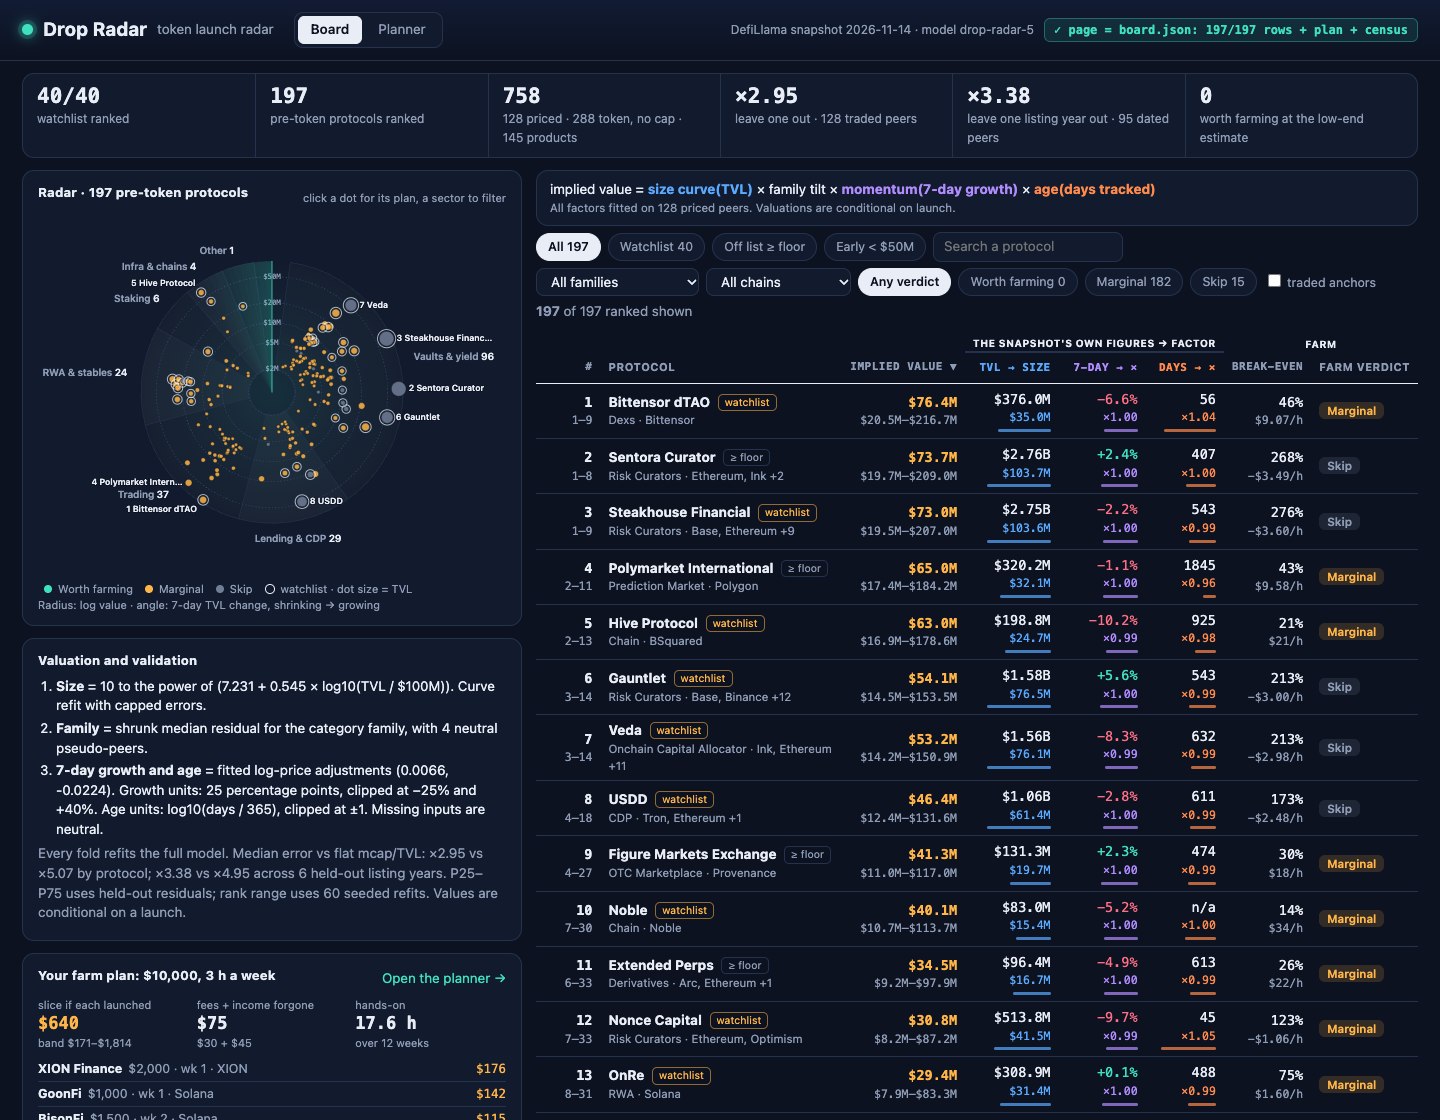 Drop Radar token launch radar Board Planner DefiLlama snapshot 2026-11-14 · model drop-radar-5 ✓ page = board.json: 197/197 rows + plan + census
40/40
watchlist ranked
197
pre-token protocols ranked
758
128 priced · 288 token, no cap ·
145 products
×2.95
leave one out · 128 traded peers
×3.38
leave one listing year out · 95 dated
peers
0
worth farming at the low-end
estimate
Radar · 197 pre-token protocols
click a dot for its plan, a sector to filter
Other 1
Infra & chains 4
5 Hive Protocol
Staking 6
$50M
$20M
$10M
$5M
$2M
7 Veda
3 Steakhouse Financ...
Vaults & yield 96
RWA & stables 24
2 Sentora Curator
6 Gauntlet
4 Polymarket Intern...
Trading 37
1 Bittensor dTAO
8 USDD
Lending & CDP 29
Worth farming Marginal Skip watchlist · dot size = TVL
Radius: log value · angle: 7-day TVL change, shrinking → growing
Valuation and validation
1. Size = 10 to the power of (7.231 + 0.545 × log10(TVL / $100M)). Curve
refit with capped errors.
2. Family = shrunk median residual for the category family, with 4 neutral
pseudo-peers.
3. 7-day growth and age = fitted log-price adjustments (0.0066,
-0.0224). Growth units: 25 percentage points, clipped at −25% and
+40%. Age units: log10(days / 365), clipped at ±1. Missing inputs are
neutral.
Every fold refits the full model. Median error vs flat mcap/TVL: ×2.95 vs
×5.07 by protocol; ×3.38 vs ×4.95 across 6 held-out listing years. P25–
P75 uses held-out residuals; rank range uses 60 seeded refits. Values are
conditional on a launch.
Your farm plan: $10,000, 3 h a week
Open the planner →
slice if each launched
$640
band $171–$1,814
fees + income forgone
$75
$30 + $45
hands-on
17.6 h
over 12 weeks
XION Finance $2,000 · wk 1 · XION $176
GoonFi $1,000 · wk 1 · Solana $142
BisonFi $1,500 · wk 2 · Solana $115
implied value = size curve(TVL) × family tilt × momentum(7-day growth) × age(days tracked)
All factors fitted on 128 priced peers. Valuations are conditional on launch.
All 197 Watchlist 40 Off list ≥ floor Early < $50M Search a protocol
All families All chains Any verdict Worth farming 0 Marginal 182 Skip 15 traded anchors
197 of 197 ranked shown
THE SNAPSHOT'S OWN FIGURES → FACTOR FARM
# PROTOCOL IMPLIED VALUE ▼ TVL → SIZE 7-DAY → × DAYS → × BREAK-EVEN FARM VERDICT
1 Bittensor dTAO watchlist $76.4M $376.0M −6.6% 56 46% Marginal
1–9 Dexs · Bittensor $20.5M–$216.7M $35.0M ×1.00 ×1.04 $9.07/h
2 Sentora Curator ≥ floor $73.7M $2.76B +2.4% 407 268% Skip
1–8 Risk Curators · Ethereum, Ink +2 $19.7M–$209.0M $103.7M ×1.00 ×1.00 −$3.49/h
3 Steakhouse Financial watchlist $73.0M $2.75B −2.2% 543 276% Skip
1–9 Risk Curators · Base, Ethereum +9 $19.5M–$207.0M $103.6M ×1.00 ×0.99 −$3.60/h
4 Polymarket International ≥ floor $65.0M $320.2M −1.1% 1845 43% Marginal
2–11 Prediction Market · Polygon $17.4M–$184.2M $32.1M ×1.00 ×0.96 $9.58/h
5 Hive Protocol watchlist $63.0M $198.8M −10.2% 925 21% Marginal
2–13 Chain · BSquared $16.9M–$178.6M $24.7M ×0.99 ×0.98 $21/h
6 Gauntlet watchlist $54.1M $1.58B +5.6% 543 213% Skip
3–14 Risk Curators · Base, Binance +12 $14.5M–$153.5M $76.5M ×1.00 ×0.99 −$3.00/h
7 Veda watchlist $53.2M $1.56B −8.3% 632 213% Skip
3–14 Onchain Capital Allocator · Ink, Ethereum $14.2M–$150.9M $76.1M ×0.99 ×0.99 −$2.98/h
+11
8 USDD watchlist $46.4M $1.06B −2.8% 611 173% Skip
4–18 CDP · Tron, Ethereum +1 $12.4M–$131.6M $61.4M ×1.00 ×0.99 −$2.48/h
9 Figure Markets Exchange ≥ floor $41.3M $131.3M +2.3% 474 30% Marginal
4–27 OTC Marketplace · Provenance $11.0M–$117.0M $19.7M ×1.00 ×0.99 $18/h
10 Noble watchlist $40.1M $83.0M −5.2% n/a 14% Marginal
7–30 Chain · Noble $10.7M–$113.7M $15.4M ×1.00 ×1.00 $34/h
11 Extended Perps ≥ floor $34.5M $96.4M −4.9% 613 26% Marginal
6–33 Derivatives · Arc, Ethereum +1 $9.2M–$97.9M $16.7M ×1.00 ×0.99 $22/h
12 Nonce Capital watchlist $30.8M $513.8M −9.7% 45 123% Marginal
7–33 Risk Curators · Ethereum, Optimism $8.2M–$87.2M $41.5M ×0.99 ×1.05 −$1.06/h
13 OnRe watchlist $29.4M $308.9M +0.1% 488 75% Marginal
8–31 RWA · Solana $7.9M–$83.3M $31.4M ×1.00 ×0.99 $1.60/h